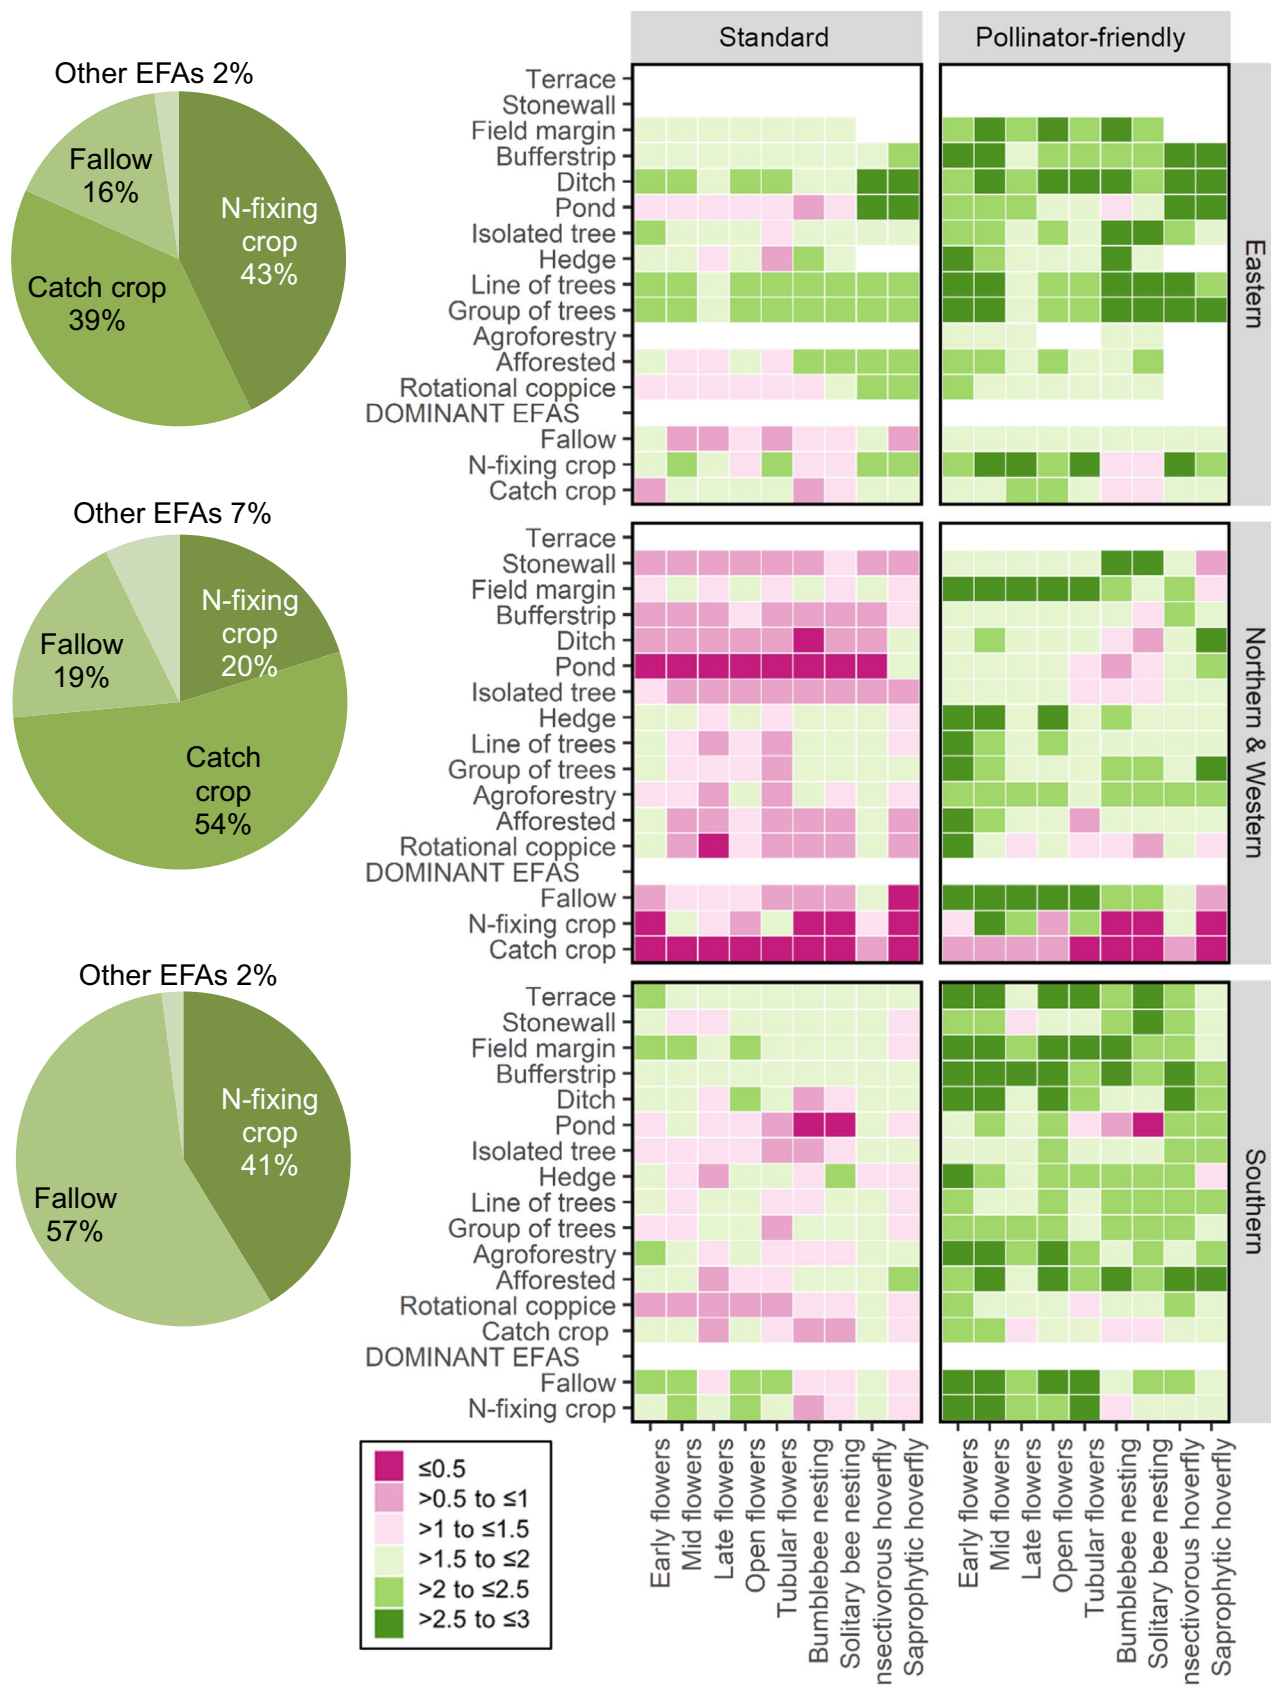 Standard
Pollinator-friendly
Other EFAs 2%
Fallow
16%
N-fixing
crop
43%
Catch crop
39%
Terrace
Stonewall
Field margin
Bufferstrip
Ditch
Pond
Isolated tree
Hedge
Line of trees
Group of trees
Agroforestry
Afforested
Rotational coppice
DOMINANT EFAS
Fallow
N-fixing crop
Catch crop
Eastern
Other EFAs 7%
N-fixing
crop
20%
Fallow
19%
Catch
crop
54%
Terrace
Stonewall
Field margin
Bufferstrip
Ditch
Pond
Isolated tree
Hedge
Line of trees
Group of trees
Agroforestry
Afforested
Rotational coppice
DOMINANT EFAS
Fallow
N-fixing crop
Catch crop
Northern & Western
Other EFAs 2%
N-fixing
crop
41%
Fallow
57%
Terrace
Stonewall
Field margin
Bufferstrip
Ditch
Pond
Isolated tree
Hedge
Line of trees
Group of trees
Agroforestry
Afforested
Rotational coppice
Catch crop
DOMINANT EFAS
Fallow
N-fixing crop
Southern
≤0.5
>0.5 to ≤1
>1 to ≤1.5
>1.5 to ≤2
>2 to ≤2.5
>2.5 to ≤3
Early flowers
Mid flowers
Late flowers
Open flowers
Tubular flowers
Bumblebee nesting
Solitary bee nesting
nsectivorous hoverfly
Saprophytic hoverfly
Early flowers
Mid flowers
Late flowers
Open flowers
Tubular flowers
Bumblebee nesting
Solitary bee nesting
nsectivorous hoverfly
Saprophytic hoverfly